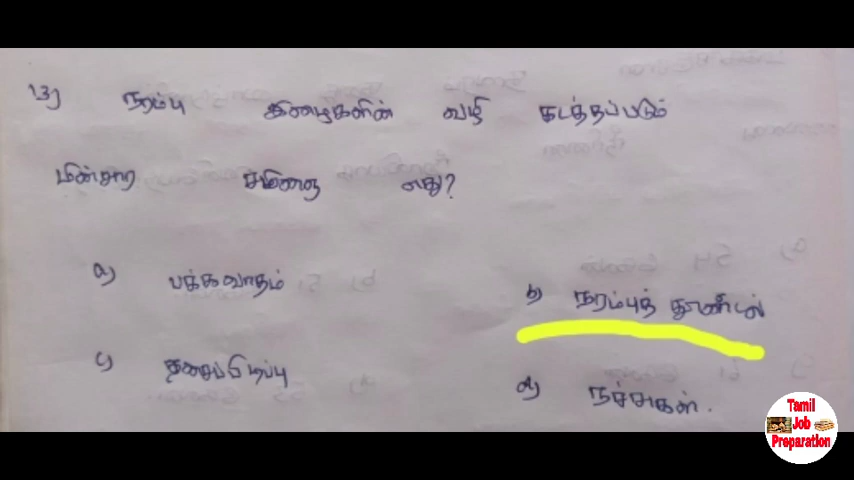 13) நரம்பு இழைகளின் வழி கடத்தப்படும்
மின்சார சமிஞை எது?
a) பக்கவாதம்
b) நரம்புத் தூண்டல்
c) தசைப்பிடிப்பு
d) நச்சுகள்.
Tamil
Job
Preparation